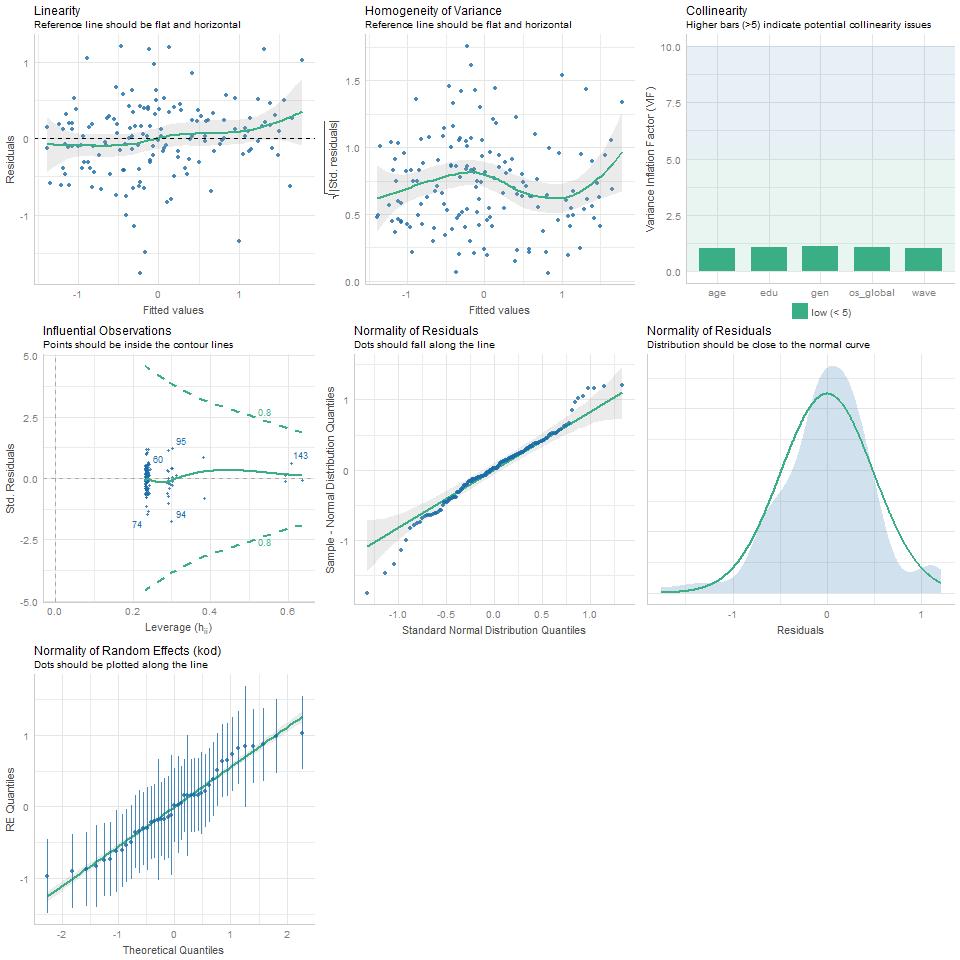 Linearity
Reference line should be flat and horizontal
Residuals
1
0
-1
-1
0
1
Fitted values
Homogeneity of Variance
Reference line should be flat and horizontal
√|Std. residuals|
1.5
1.0
0.5
0.0
-1
0
1
Fitted values
Collinearity
Higher bars (>5) indicate potential collinearity issues
Variance Inflation Factor (VIF)
10.0
7.5
5.0
2.5
0.0
age
edu
gen
os_global
wave
low (< 5)
Influential Observations
Points should be inside the contour lines
Std. Residuals
5.0
2.5
0.0
-2.5
-5.0
0.8
95
60
143
74
94
0.8
0.0
0.2
0.4
0.6
Leverage (hii)
Normality of Residuals
Dots should fall along the line
Sample - Normal Distribution Quantiles
1
0
-1
-1.0
-0.5
0.0
0.5
1.0
Standard Normal Distribution Quantiles
Normality of Residuals
Distribution should be close to the normal curve
-1
0
1
Residuals
Normality of Random Effects (kod)
Dots should be plotted along the line
RE Quantiles
1
0
-1
-2
-1
0
1
2
Theoretical Quantiles